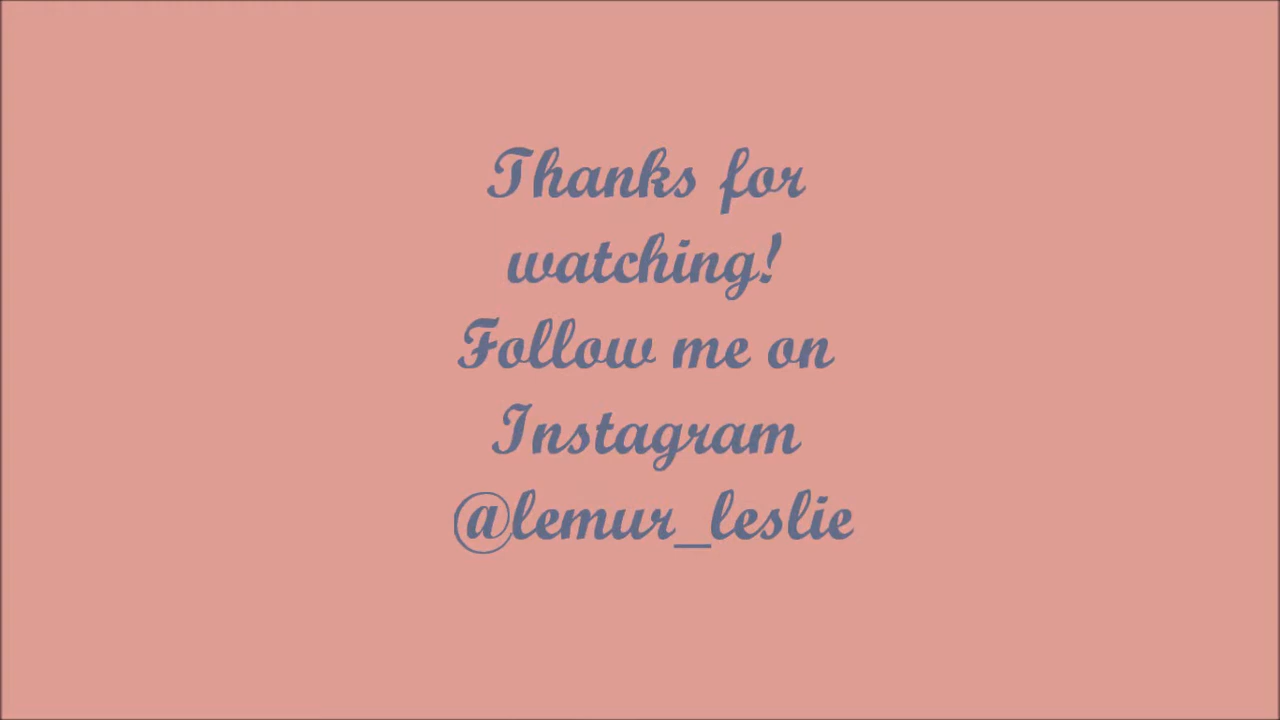 Thanks for
watching!
Follow me on
Instagram
@lemur_leslie